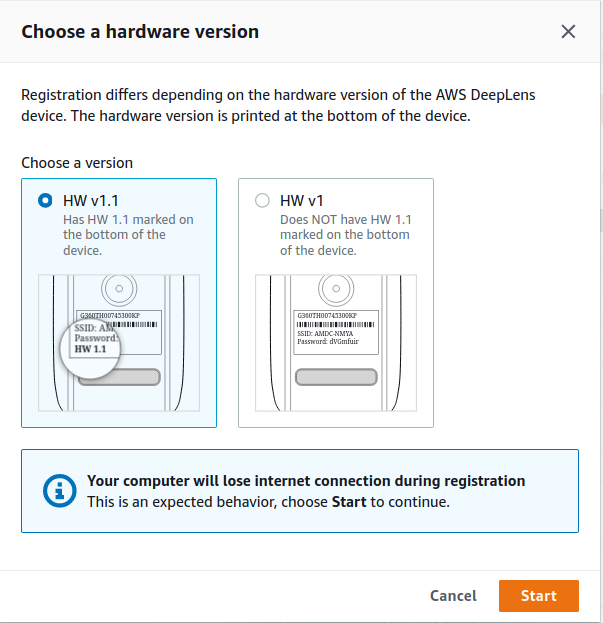 Choose a hardware version
Registration differs depending on the hardware version of the AWS DeepLens
device. The hardware version is printed at the bottom of the device.
Choose a version
HW v1.1
Has HW 1.1 marked on
the bottom of the
device.
G360TH00745300KP
SSID: AM
Password:
HW 1.1
HW v1
Does NOT have HW 1.1
marked on the bottom
of the device.
G360TH00745300KP
SSID: AMDC-NMYA
Password: dVGmfuir
Your computer will lose internet connection during registration
This is an expected behavior, choose Start to continue.
Cancel
Start